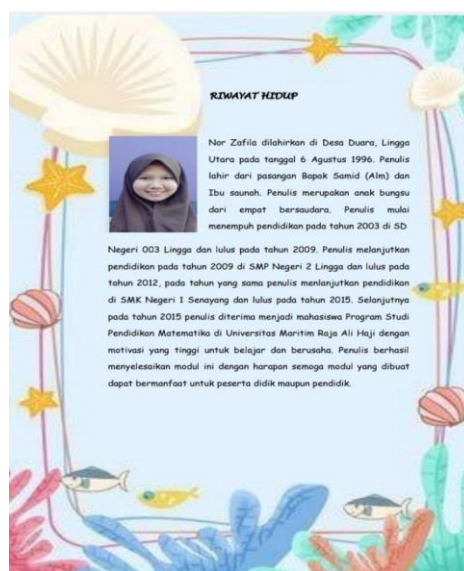 RIWAYAT HIDUP
Nor Zafila dilahirkan di Desa Duara, Lingga
Utara pada tanggal 6 Agustus 1996. Penulis
lahir dari pasangan Bapak Samid (Alm) dan
Ibu saunah. Penulis merupakan anak bungsu
dari empat bersaudara. Penulis mulai
menempuh pendidikan pada tahun 2003 di SD
Negeri 003 Lingga dan lulus pada tahun 2009. Penulis melanjutkan
pendidikan pada tahun 2009 di SMP Negeri 2 Lingga dan lulus pada
tahun 2012, pada tahun yang sama penulis menlanjutkan pendidikan
di SMK Negeri 1 Senayang dan lulus pada tahun 2015. Selanjutnya
pada tahun 2015 penulis diterima menjadi mahasiswa Program Studi
Pendidikan Matematika di Universitas Maritim Raja Ali Haji dengan
motivasi yang tinggi untuk belajar dan berusaha. Penulis berhasil
menyelesaikan modul ini dengan harapan semoga modul yang dibuat
dapat bermanfaat untuk peserta didik maupun pendidik.